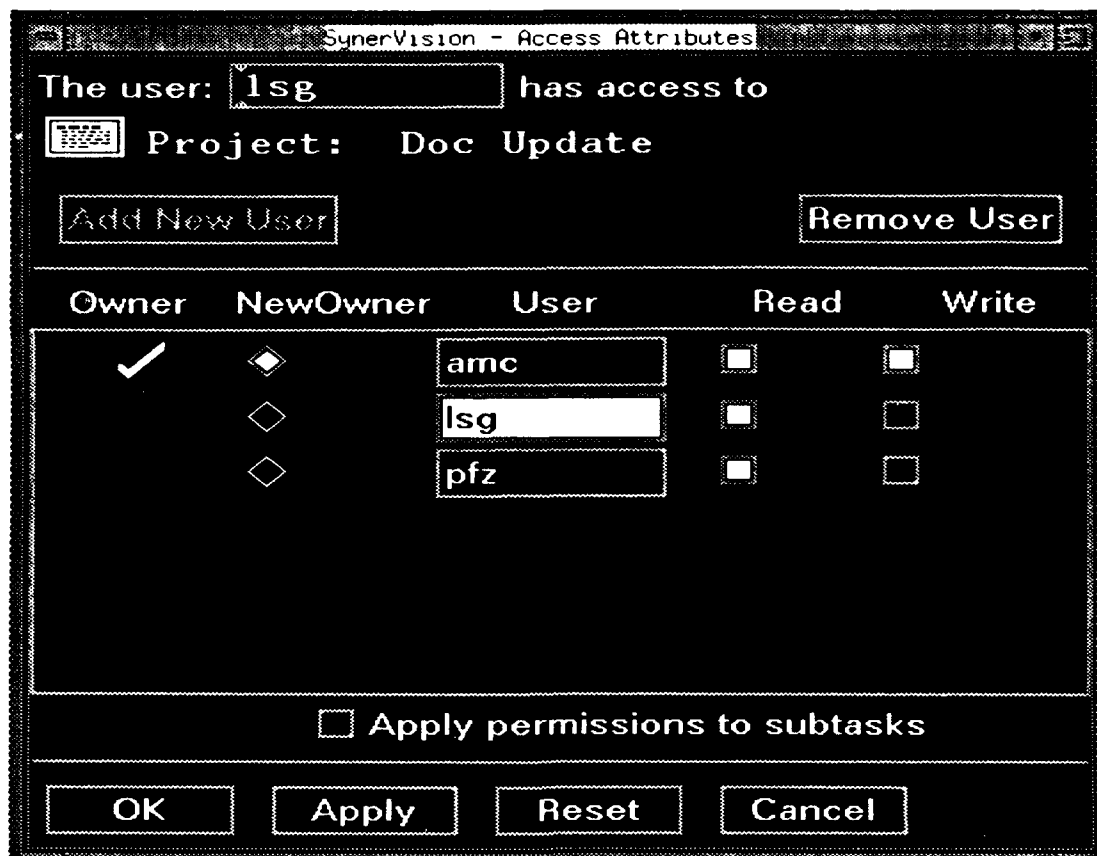 SynerVision - Access Attributes
The user: lsg has access to
Project: Doc Update
Add New User Remove User
Owner NewOwner User Read Write
amc
lsg
pfz
Apply permissions to subtasks
OK Apply Reset Cancel